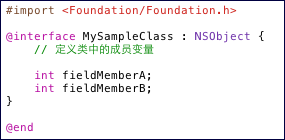 #import <Foundation/Foundation.h>
@interface MySampleClass : NSObject {
// 定义类中的成员变量
int fieldMemberA;
int fieldMemberB;
}
@end